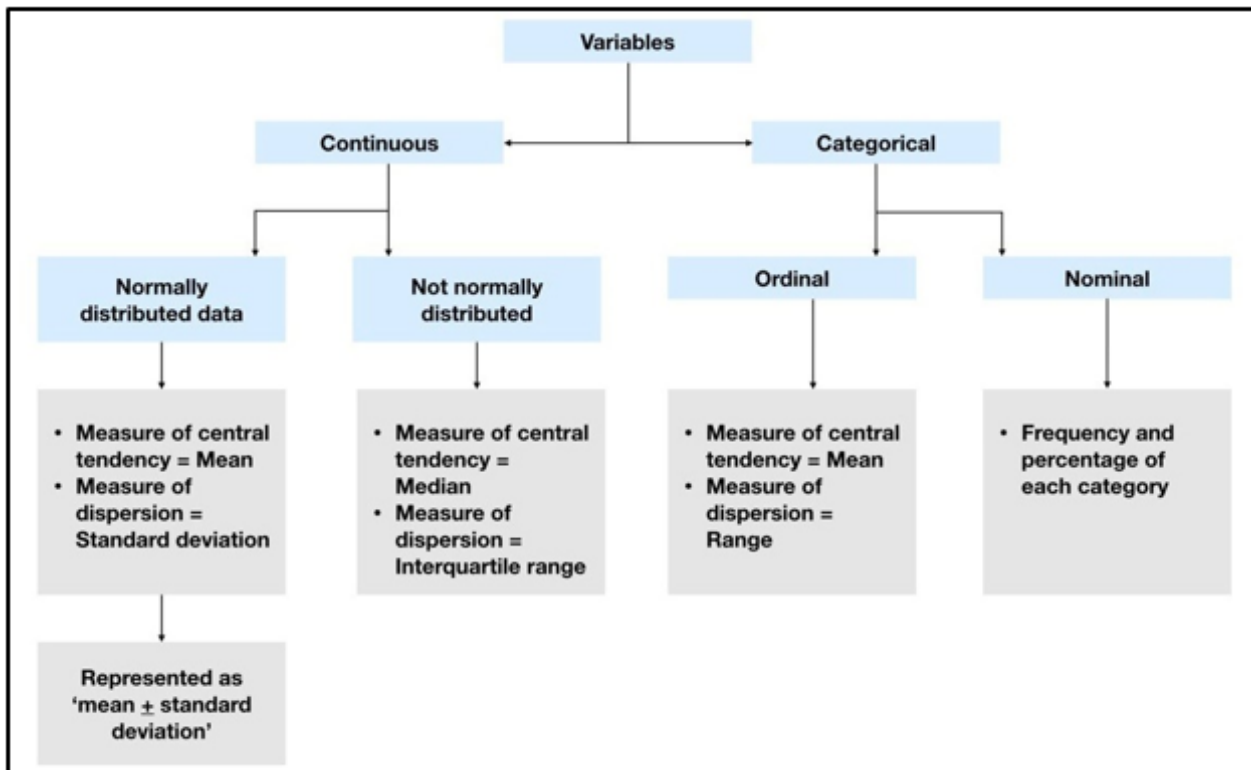 Variables
Continuous
Categorical
Normally
distributed data
Not normally
distributed
Ordinal
Nominal
• Measure of central
tendency = Mean
• Measure of
dispersion =
Standard deviation
• Measure of central
tendency =
Median
• Measure of
dispersion =
Interquartile range
• Measure of central
tendency = Mean
• Measure of
dispersion =
Range
• Frequency and
percentage of
each category
Represented as
‘mean ± standard
deviation’